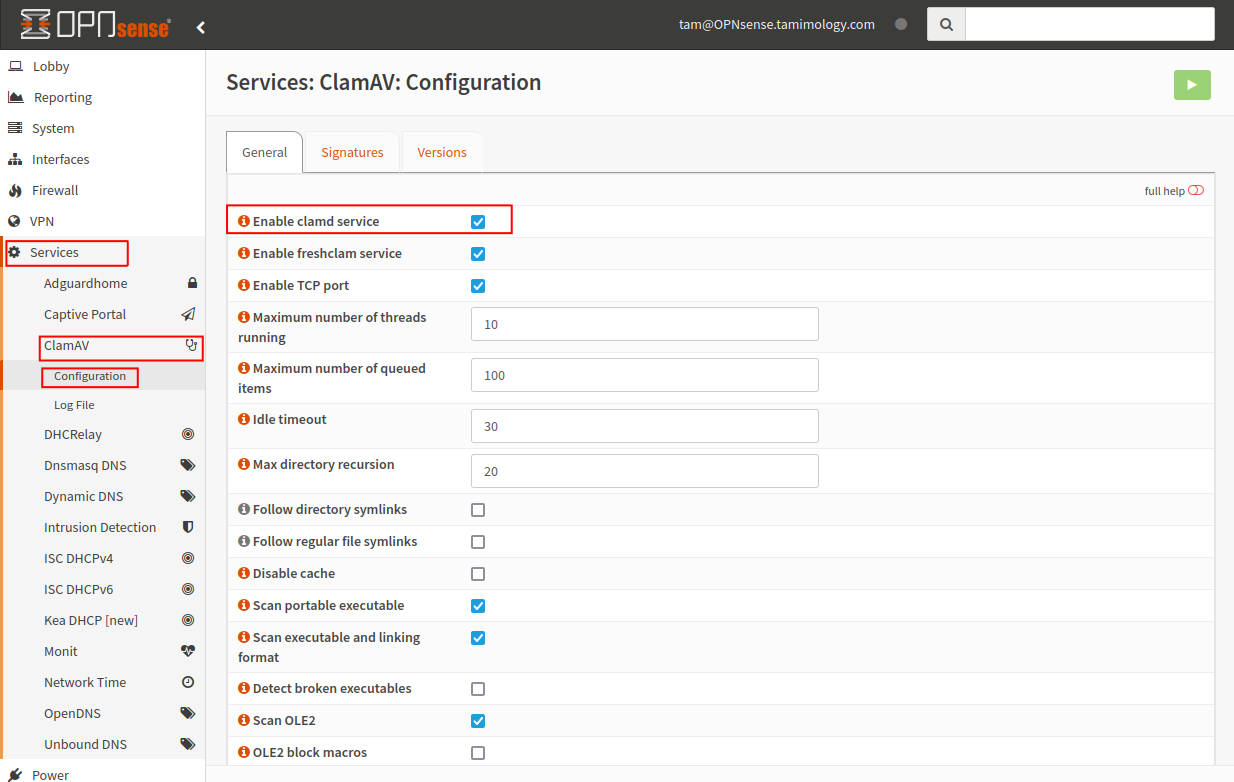 OPNsense
tam@OPNsense.tamimology.com
Lobby
Reporting
System
Interfaces
Firewall
VPN
Services
Adguardhome
Captive Portal
ClamAV
Configuration
Log File
DHCRelay
Dnsmasq DNS
Dynamic DNS
Intrusion Detection
ISC DHCPv4
ISC DHCPv6
Kea DHCP [new]
Monit
Network Time
OpenDNS
Unbound DNS
Power
Services: ClamAV: Configuration
General Signatures Versions
full help
Enable clamd service
Enable freshclam service
Enable TCP port
Maximum number of threads
running
10
Maximum number of queued
items
100
Idle timeout
30
Max directory recursion
20
Follow directory symlinks
Follow regular file symlinks
Disable cache
Scan portable executable
Scan executable and linking
format
Detect broken executables
Scan OLE2
OLE2 block macros